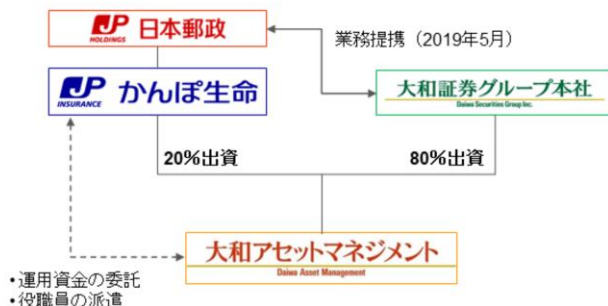 JP HOLDINGS 日本郵政
業務提携（2019年5月）
JP INSURANCE かんぽ生命
大和証券グループ本社
Daiwa Securities Group Inc.
20%出資
80%出資
大和アセットマネジメント
Daiwa Asset Management
•運用資金の委託
•役職員の派遣